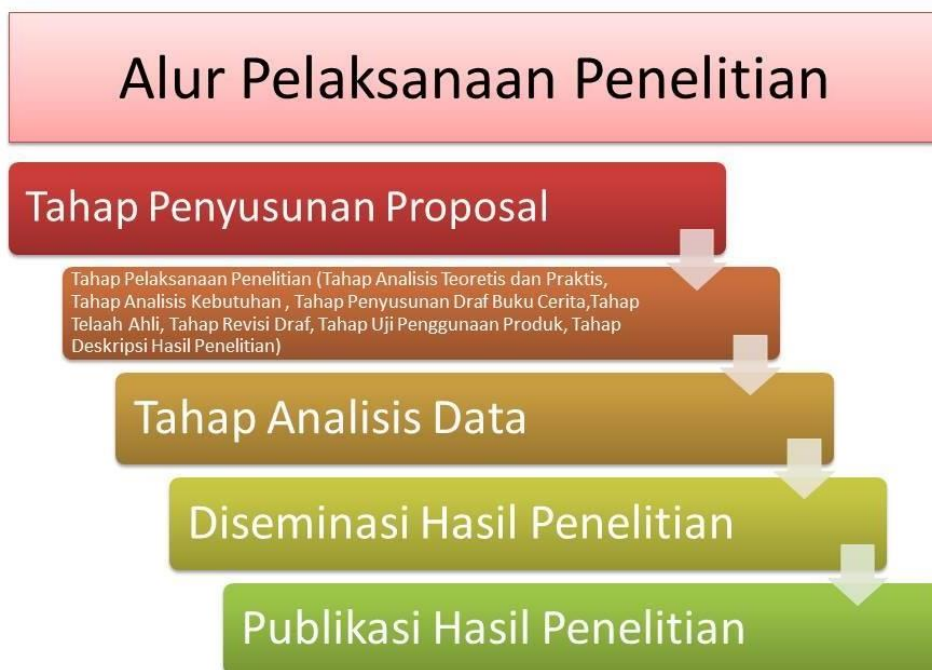 Alur Pelaksanaan Penelitian
Tahap Penyusunan Proposal
Tahap Pelaksanaan Penelitian (Tahap Analisis Teoretis dan Praktis,
Tahap Analisis Kebutuhan , Tahap Penyusunan Draf Buku Cerita,Tahap
Telaah Ahli, Tahap Revisi Draf, Tahap Uji Penggunaan Produk, Tahap
Deskripsi Hasil Penelitian)
Tahap Analisis Data
Diseminasi Hasil Penelitian
Publikasi Hasil Penelitian